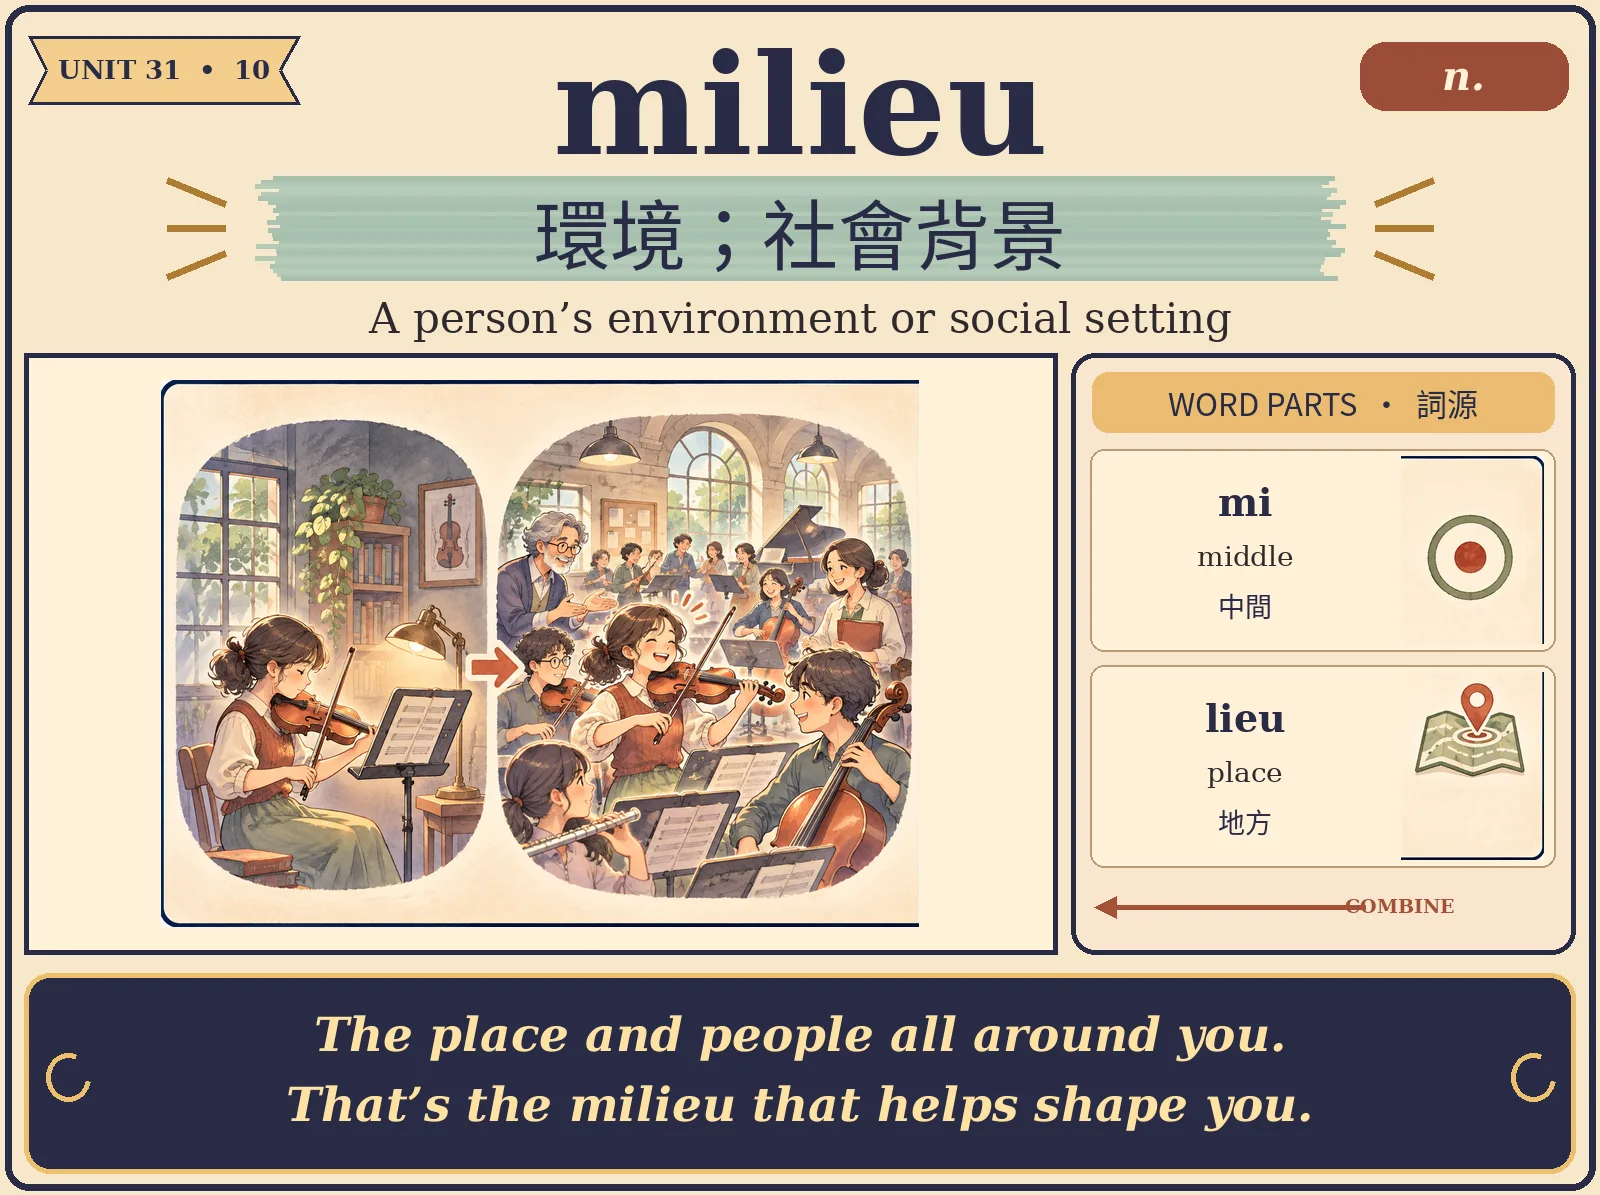 UNIT 31 • 10
milieu
n.
環境；社會背景
A person’s environment or social setting
WORD PARTS • 詞源
mi
middle
中間
lieu
place
地方
COMBINE
The place and people all around you.
That’s the milieu that helps shape you.